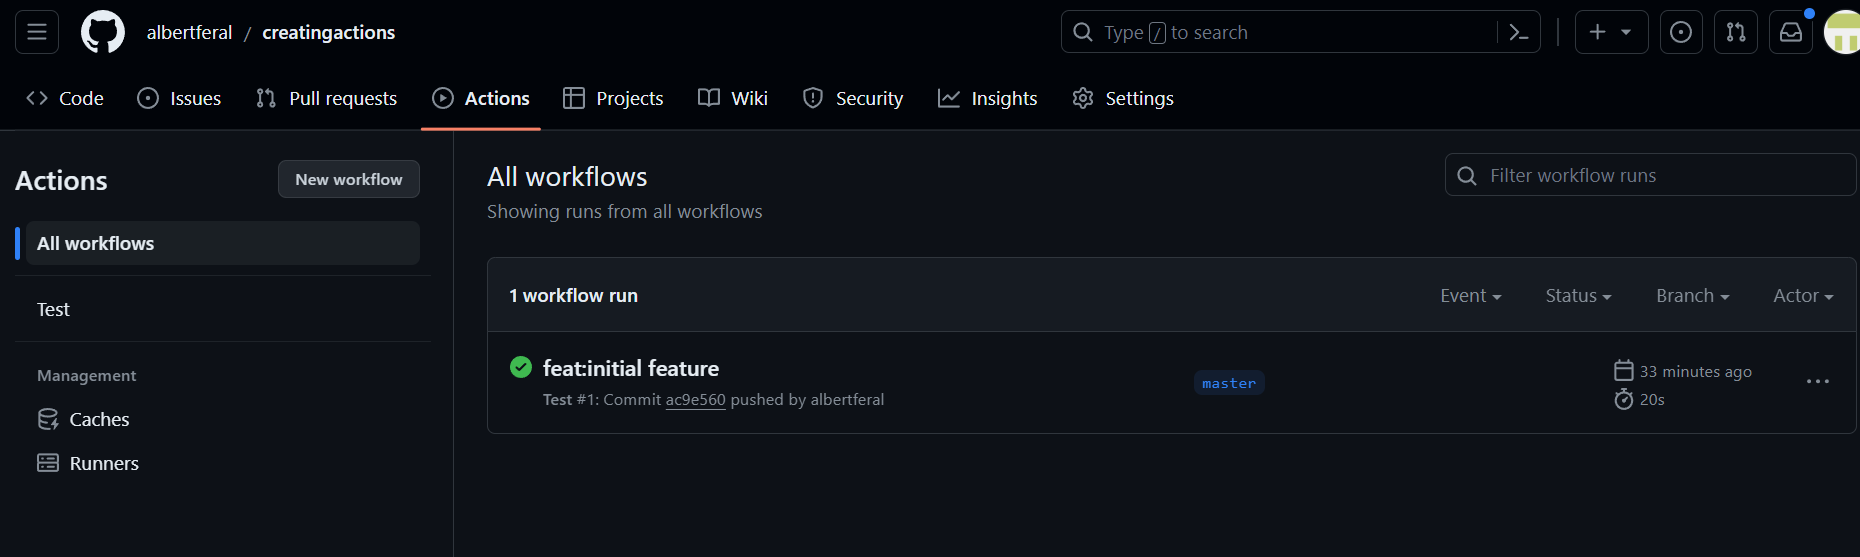 albertferal / creatingactions
Type / to search
Code Issues Pull requests Actions Projects Wiki Security Insights Settings
Actions
New workflow
All workflows
Test
Management
Caches
Runners
All workflows
Showing runs from all workflows
Filter workflow runs
1 workflow run
Event Status Branch Actor
feat:initial feature
Test #1: Commit ac9e560 pushed by albertferal
master
33 minutes ago
20s